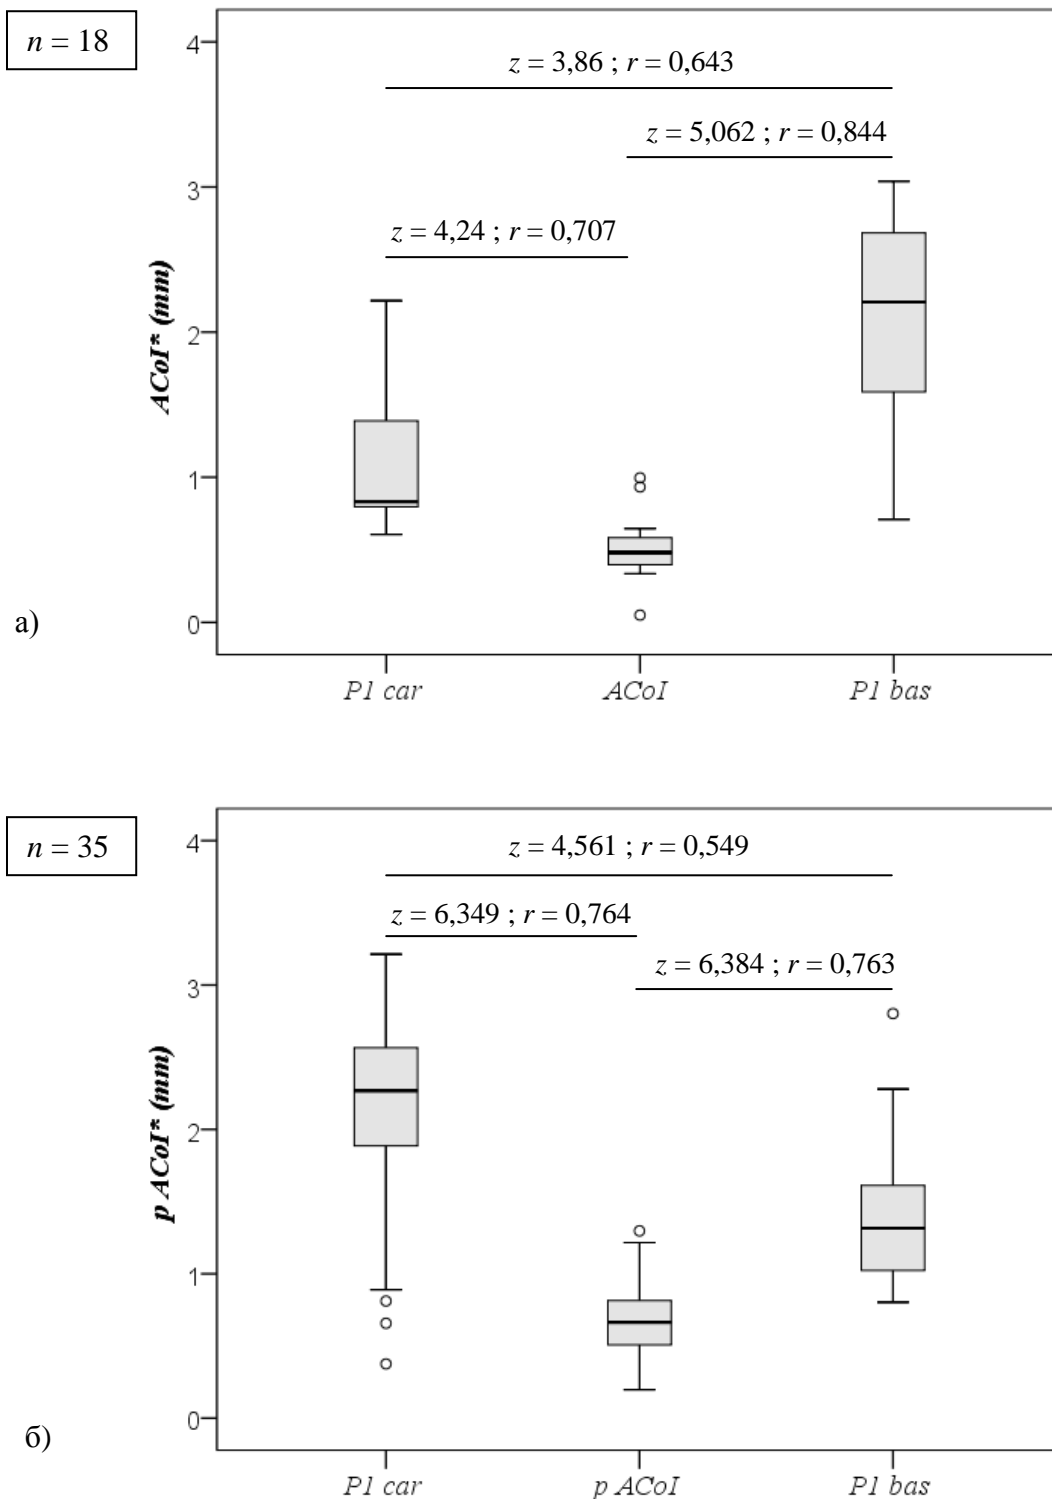 n = 18
4
z = 3,86 ; r = 0,643
z = 5,062 ; r = 0,844
3
z = 4,24 ; r = 0,707
ACoI* (mm)
2
1
а)
0
P1 car ACoI P1 bas
n = 35
4
z = 4,561 ; r = 0,549
z = 6,349 ; r = 0,764
z = 6,384 ; r = 0,763
3
p ACoI* (mm)
2
1
0
б)
P1 car p ACoI P1 bas